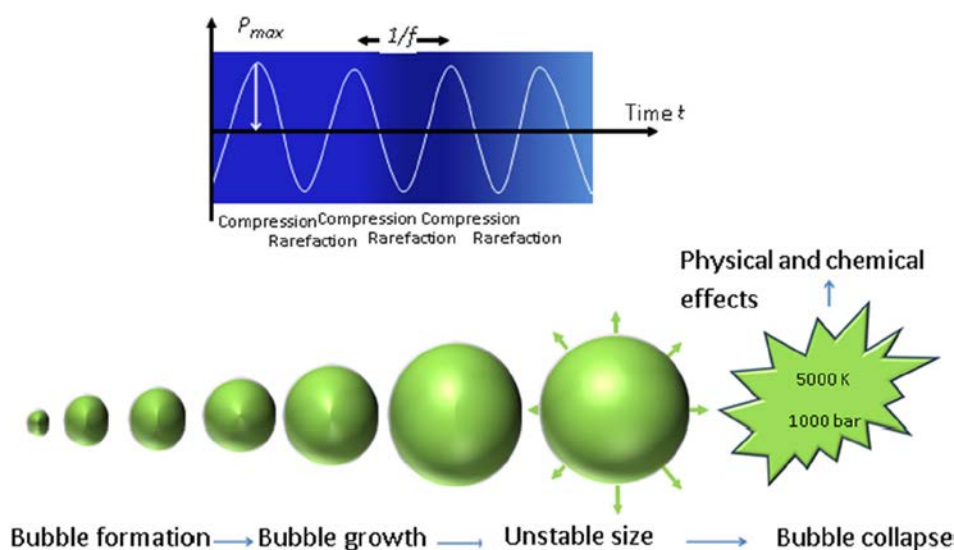 Pmax
1/f
Time t
Compression Compression Compression
Rarefaction Rarefaction Rarefaction
Physical and chemical
effects
5000 K
1000 bar
Bubble formation Bubble growth Unstable size Bubble collapse